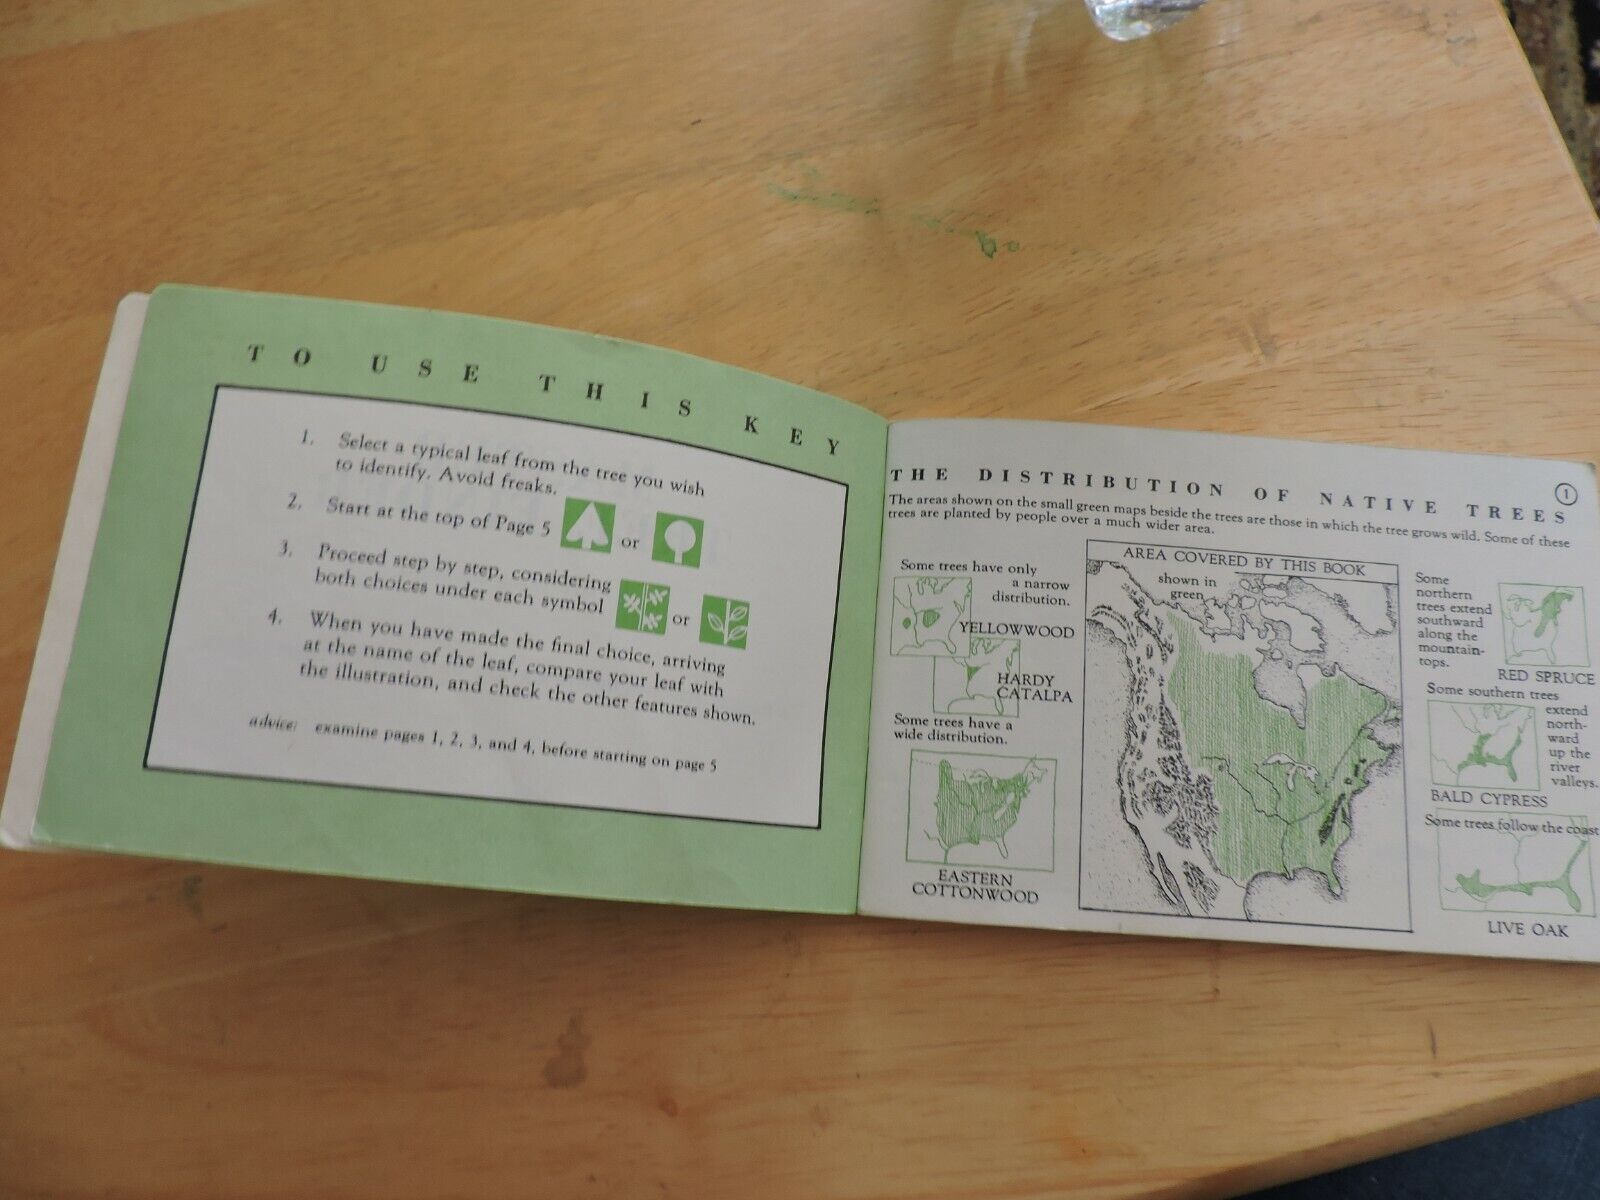 TO USE THIS KEY
1. Select a typical leaf from the tree you wish
to identify. Avoid freaks.
2. Start at the top of Page 5 or
3. Proceed step by step, considering
both choices under each symbol or
4. When you have made the final choice, arriving
at the name of the leaf, compare your leaf with
the illustration, and check the other features shown.
advice: examine pages 1, 2, 3, and 4, before starting on page 5
1
THE DISTRIBUTION OF NATIVE TREES
The areas shown on the small green maps beside the trees are those in which the tree grows wild. Some of these
trees are planted by people over a much wider area.
Some trees have only
a narrow
distribution.
YELLOWWOOD
HARDY
CATALPA
Some trees have a
wide distribution.
EASTERN
COTTONWOOD
AREA COVERED BY THIS BOOK
shown in
green
Some
northern
trees extend
southward
along the
mountain-
tops.
RED SPRUCE
Some southern trees
extend
north-
ward
up the
river
valleys.
BALD CYPRESS
Some trees follow the coast
LIVE OAK